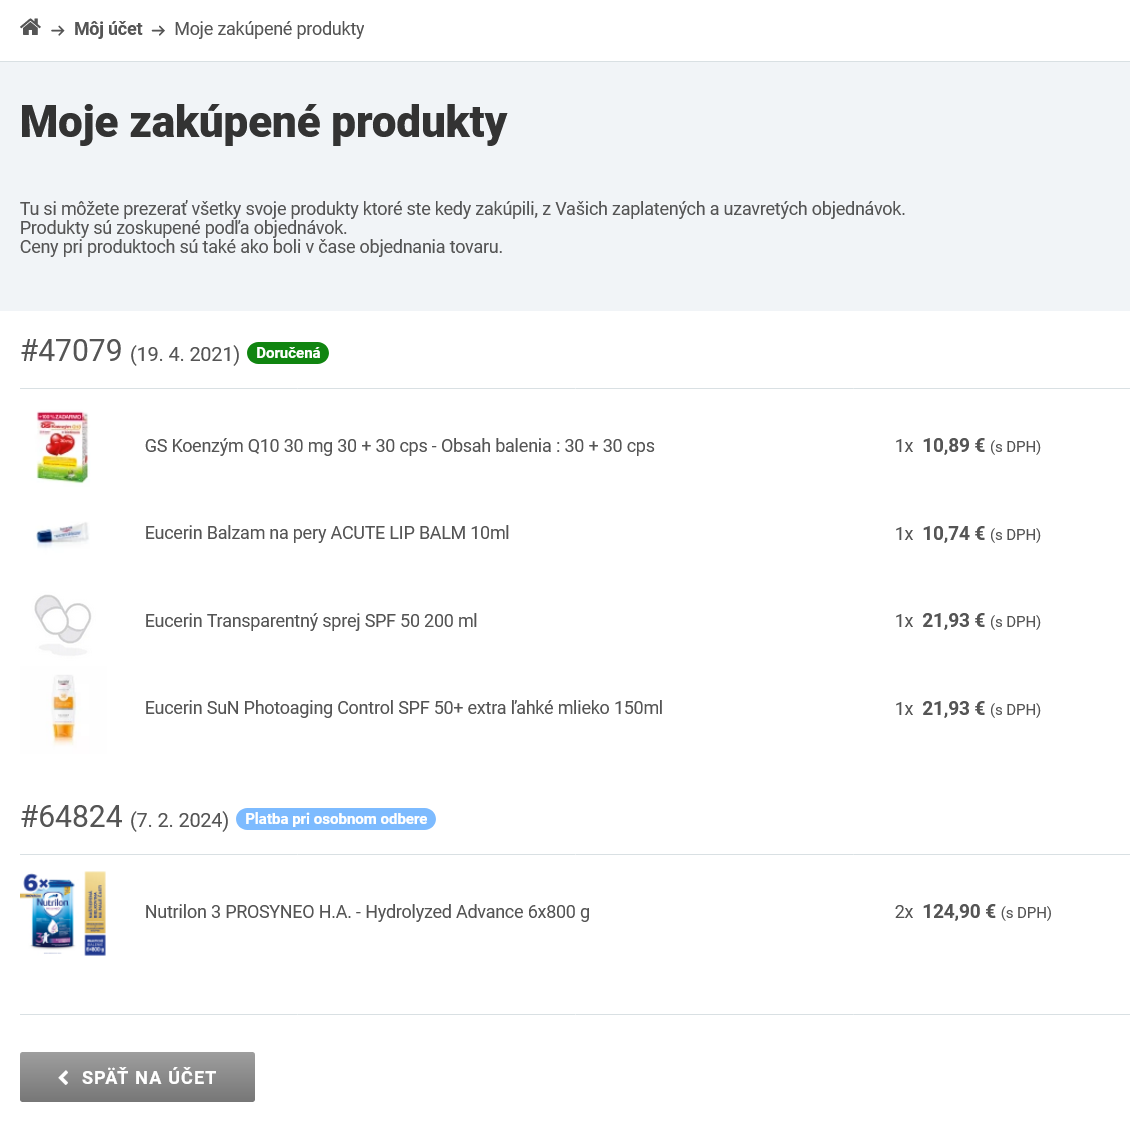 Môj účet → Moje zakúpené produkty
Moje zakúpené produkty
Tu si môžete prezerať všetky svoje produkty ktoré ste kedy zakúpili, z Vašich zaplatených a uzavretých objednávok.
Produkty sú zoskupené podľa objednávok.
Ceny pri produktoch sú také ako boli v čase objednania tovaru.
#47079 (19. 4. 2021) Doručená
+100% ZADARMO
GS Koenzým Q10 30 mg 30 + 30 cps - Obsah balenia : 30 + 30 cps 1x 10,89 € (s DPH)
Eucerin Balzam na pery ACUTE LIP BALM 10ml 1x 10,74 € (s DPH)
Eucerin Transparentný sprej SPF 50 200 ml 1x 21,93 € (s DPH)
Eucerin SuN Photoaging Control SPF 50+ extra ľahké mlieko 150ml 1x 21,93 € (s DPH)
#64824 (7. 2. 2024) Platba pri osobnom odbere
6x
Nutrilon
Nutrilon 3 PROSYNEO H.A. - Hydrolyzed Advance 6x800 g 2x 124,90 € (s DPH)
SPÄŤ NA ÚČET